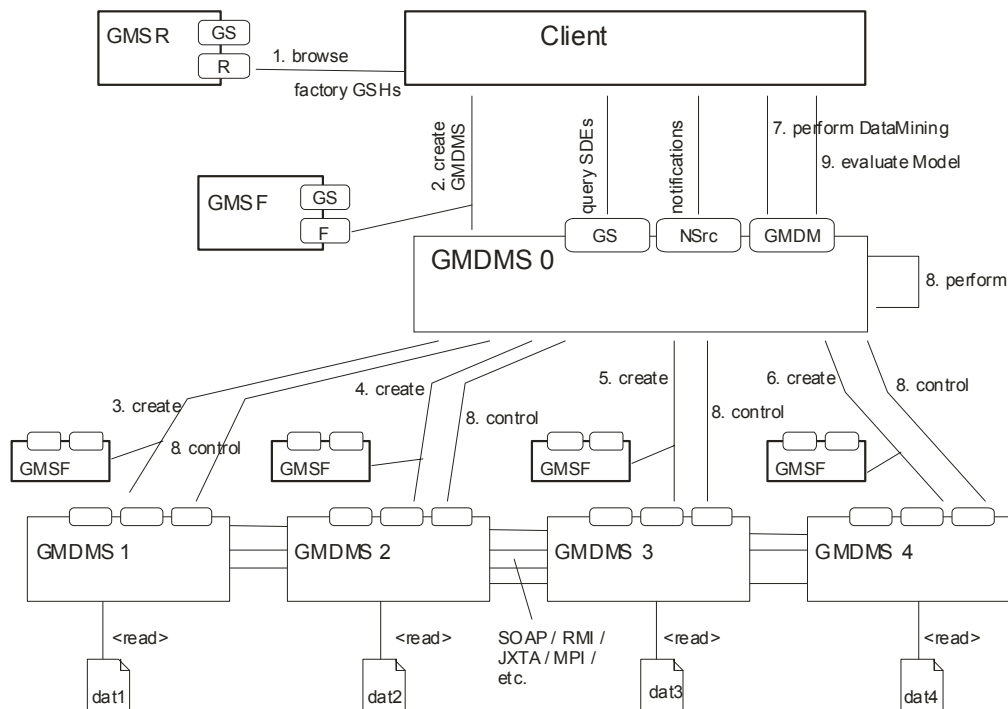 GMSR
GS
R
1. browse
factory GSHs
Client
2. create
GMDMS
query SDEs
notifications
7. perform DataMining
9. evaluate Model
GMSF
GS
F
GS
NSrc
GMDM
GMDMS 0
8. perform
3. create
4. create
5. create
6. create
8. control
8. control
8. control
8. control
GMSF
GMSF
GMSF
GMSF
GMDMS 1
GMDMS 2
GMDMS 3
GMDMS 4
<read>
<read>
SOAP / RMI /
JXTA / MPI /
etc.
<read>
<read>
dat1
dat2
dat3
dat4